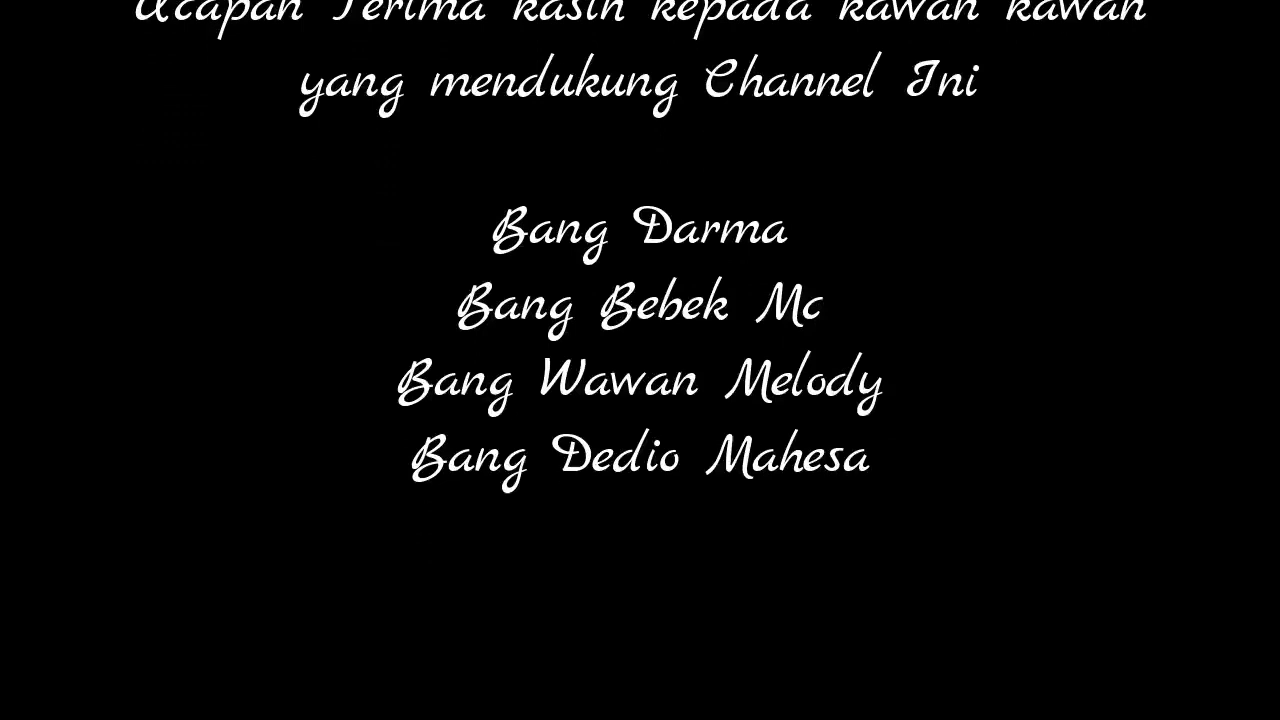 Ucapan Terima kasih kepada kawan kawan
yang mendukung Channel Ini
Bang Darma
Bang Bebek Mc
Bang Wawan Melody
Bang Dedio Mahesa